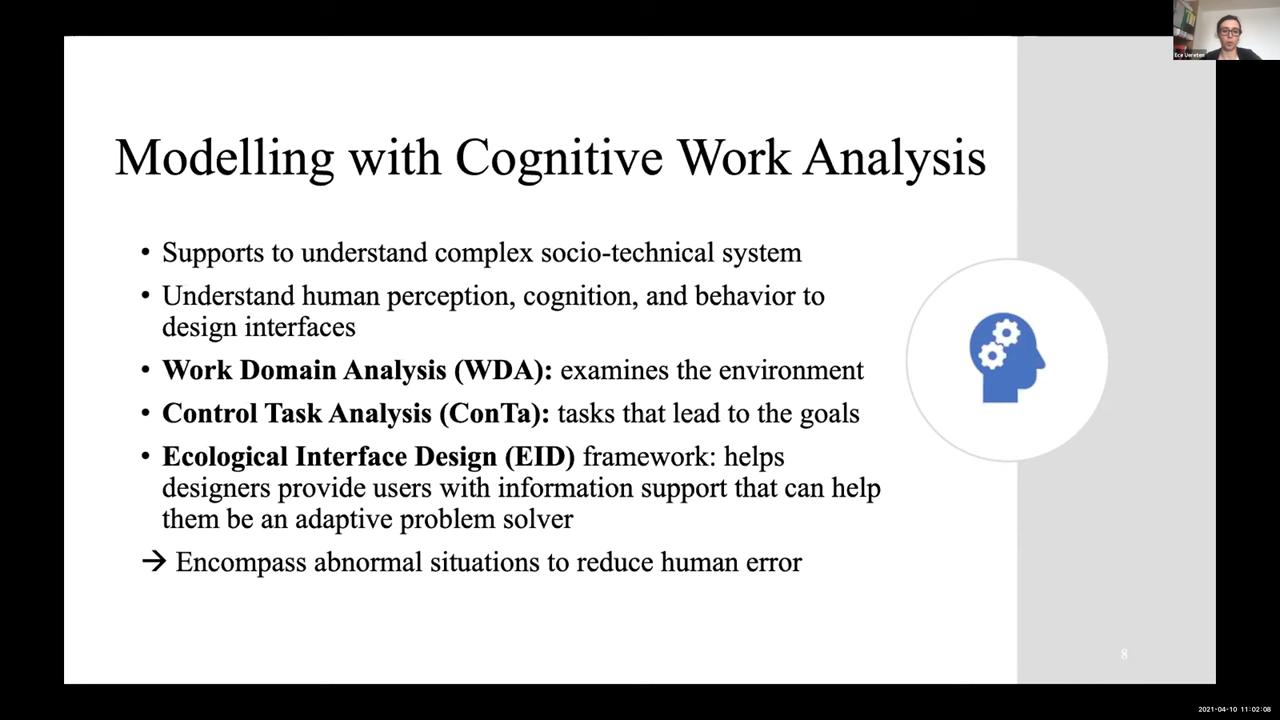 Ece Uereten
Modelling with Cognitive Work Analysis
• Supports to understand complex socio-technical system
• Understand human perception, cognition, and behavior to
design interfaces
• Work Domain Analysis (WDA): examines the environment
• Control Task Analysis (ConTa): tasks that lead to the goals
• Ecological Interface Design (EID) framework: helps
designers provide users with information support that can help
them be an adaptive problem solver
→ Encompass abnormal situations to reduce human error
8
2021-04-10 11:02:08